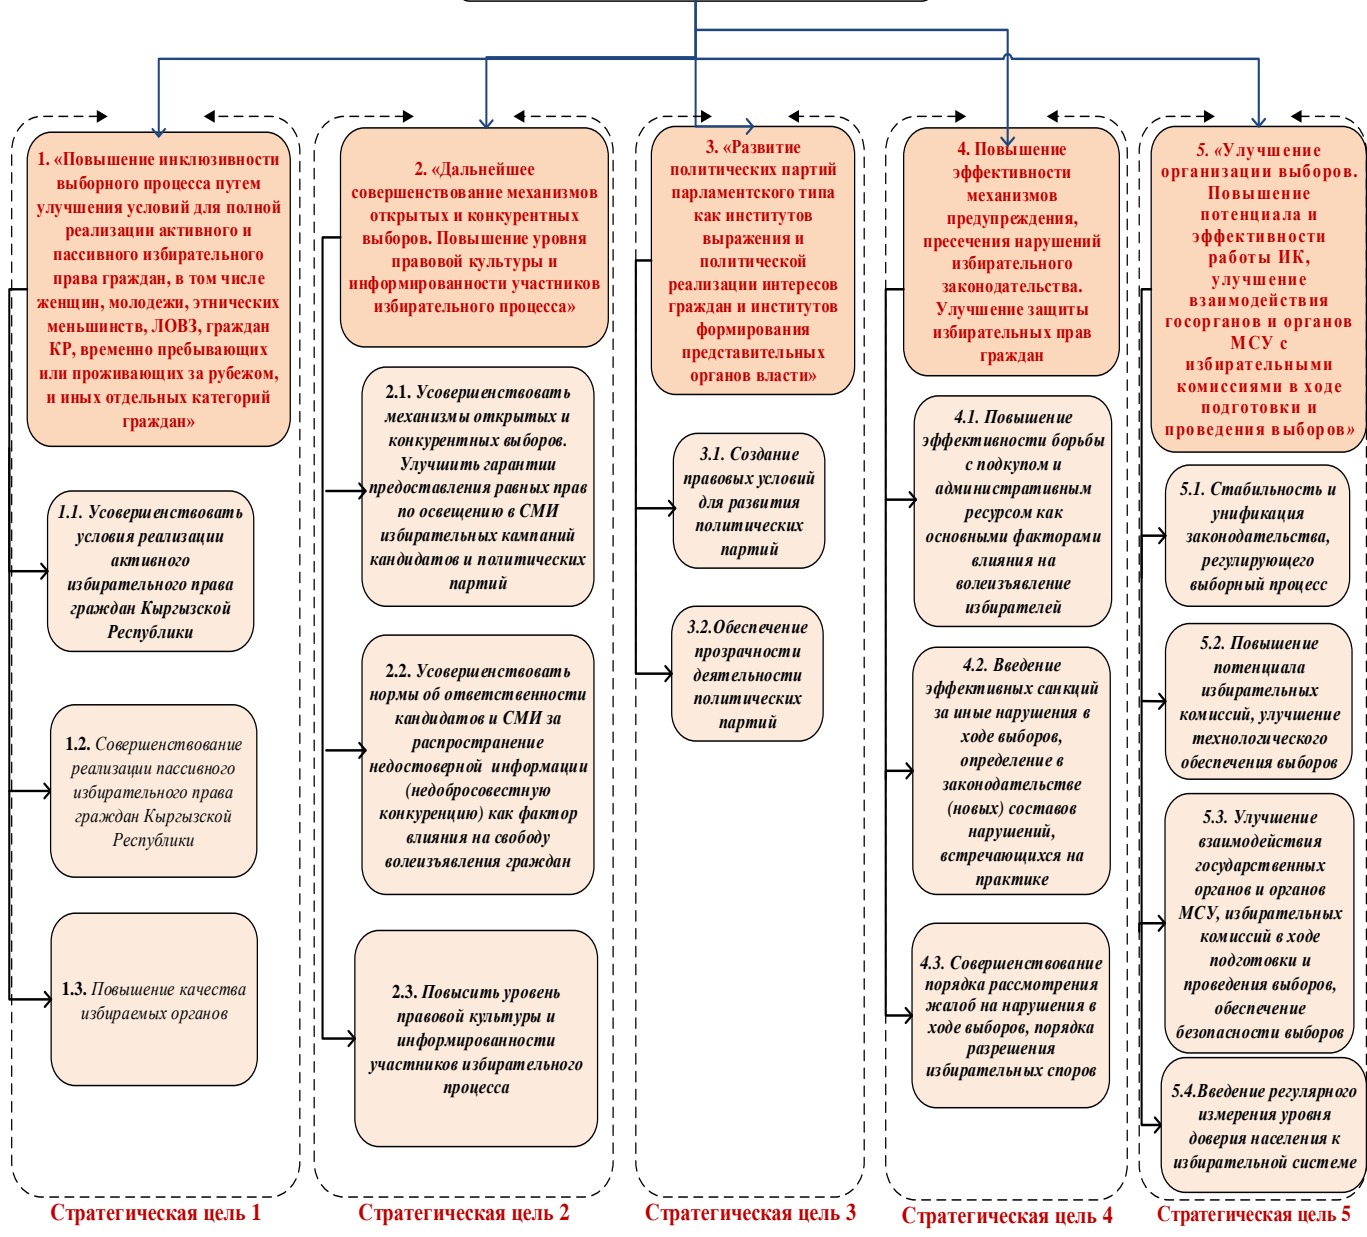 1. «Повышение инклюзивности
выборного процесса путем
улучшения условий для полной
реализации активного и
пассивного избирательного
права граждан, в том числе
женщин, молодежи, этнических
меньшинств, ЛОВЗ, граждан
КР, временно пребывающих
или проживающих за рубежом,
и иных отдельных категорий
граждан»
1.1. Усовершенствовать
условия реализации
активного
избирательного права
граждан Кыргызской
Республики
1.2. Совершенствование
реализации пассивного
избирательного права
граждан Кыргызской
Республики
1.3. Повышение качества
избираемых органов
Стратегическая цель 1
2. «Дальнейшее
совершенствование механизмов
открытых и конкурентных
выборов. Повышение уровня
правовой культуры и
информированности участников
избирательного процесса»
2.1. Усовершенствовать
механизмы открытых и
конкурентных выборов.
Улучшить гарантии
предоставления равных прав
по освещению в СМИ
избирательных кампаний
кандидатов и политических
партий
2.2. Усовершенствовать
нормы об ответственности
кандидатов и СМИ за
распространение
недостоверной информации
(недобросовестную
конкуренцию) как фактор
влияния на свободу
волеизъявления граждан
2.3. Повысить уровень
правовой культуры и
информированности
участников избирательного
процесса
Стратегическая цель 2
3. «Развитие
политических партий
парламентского типа
как институтов
выражения и
политической
реализации интересов
граждан и институтов
формирования
представительных
органов власти»
3.1. Создание
правовых условий
для развития
политических
партий
3.2.Обеспечение
прозрачности
деятельности
политических
партий
Стратегическая цель 3
4. Повышение
эффективности
механизмов
предупреждения,
пресечения нарушений
избирательного
законодательства.
Улучшение защиты
избирательных прав
граждан
4.1. Повышение
эффективности борьбы
с подкупом и
административным
ресурсом как
основными факторами
влияния на
волеизъявление
избирателей
4.2. Введение
эффективных санкций
за иные нарушения в
ходе выборов,
определение в
законодательстве
(новых) составов
нарушений,
встречающихся на
практике
4.3. Совершенствование
порядка рассмотрения
жалоб на нарушения в
ходе выборов, порядка
разрешения
избирательных споров
Стратегическая цель 4
5. «Улучшение
организации выборов.
Повышение
потенциала и
эффективности
работы ИК,
улучшение
взаимодействия
госорганов и органов
МСУ с
избирательными
комиссиями в ходе
подготовки и
проведения выборов»
5.1. Стабильность и
унификация
законодательства,
регулирующего
выборный процесс
5.2. Повышение
потенциала
избирательных
комиссий, улучшение
технологического
обеспечения выборов
5.3. Улучшение
взаимодействия
государственных
органов и органов
МСУ, избирательных
комиссий в ходе
подготовки и
проведения выборов,
обеспечение
безопасности выборов
5.4.Введение регулярного
измерения уровня
доверия населения к
избирательной системе
Стратегическая цель 5